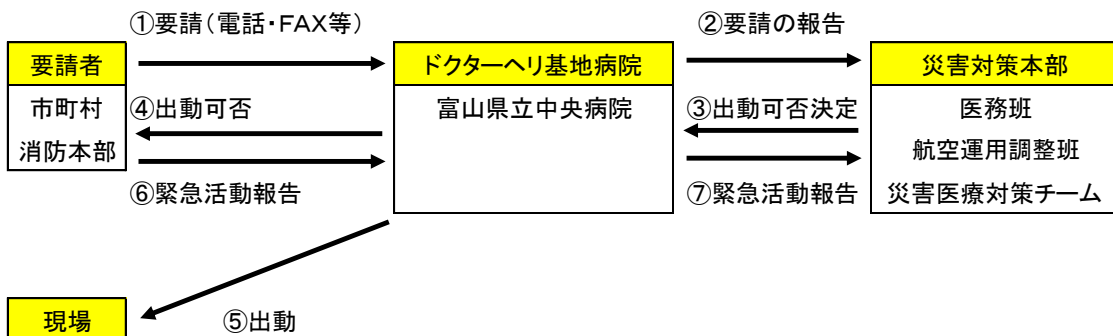 ①要請(電話・FAX等)
②要請の報告
要請者
ドクターヘリ基地病院
災害対策本部
市町村
④出動可否
富山県立中央病院
③出動可否決定
医務班
消防本部
航空運用調整班
⑥緊急活動報告
⑦緊急活動報告
災害医療対策チーム
現場
⑤出動